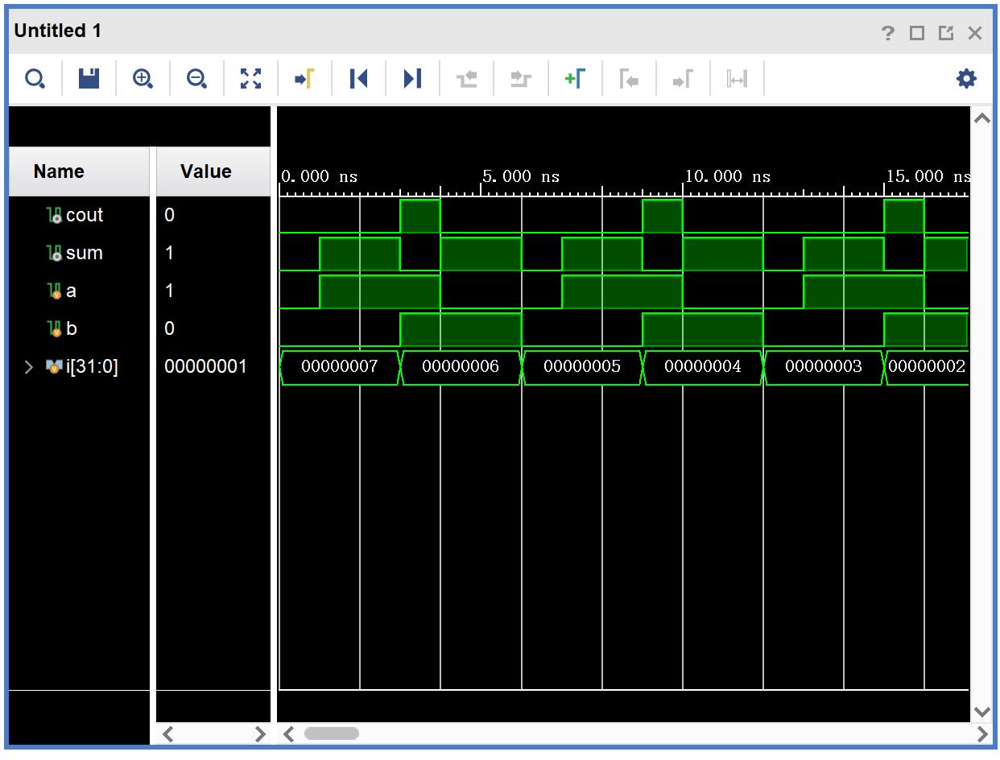 Untitled 1
?
Name Value
0.000 ns 5.000 ns 10.000 ns 15.000 ns
cout 0
sum 1
a 1
b 0
i[31:0] 00000001 00000007 00000006 00000005 00000004 00000003 00000002